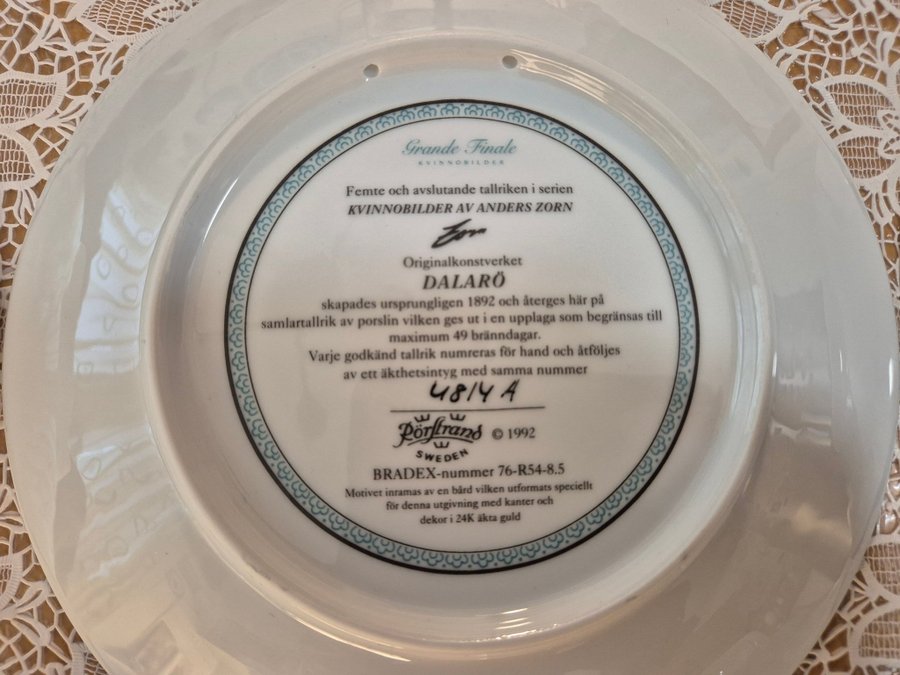 Grande Finale
KVINNOBILDER
Femte och avslutande tallriken i serien
KVINNOBILDER AV ANDERS ZORN
Zorn
Originalkonstverket
DALARÖ
skapades ursprungligen 1892 och återges här på
samlartallrik av porslin vilken ges ut i en upplaga som begränsas till
maximum 49 bränndagar.
Varje godkänd tallrik numreras för hand och åtföljes
av ett äkthetsintyg med samma nummer
4814 A
Rörstrand © 1992
SWEDEN
BRADEX-nummer 76-R54-8.5
Motivet inramas av en bård vilken utformats speciellt
för denna utgivning med kanter och
dekor i 24K äkta guld